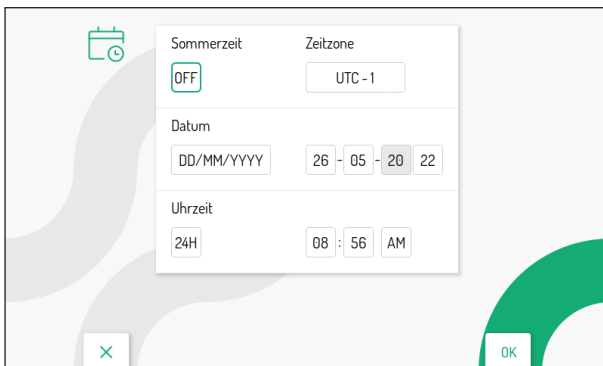 Sommerzeit Zeitzone
OFF UTC - 1
Datum
DD/MM/YYYY 26 - 05 - 20 22
Uhrzeit
24H 08 : 56 AM
OK